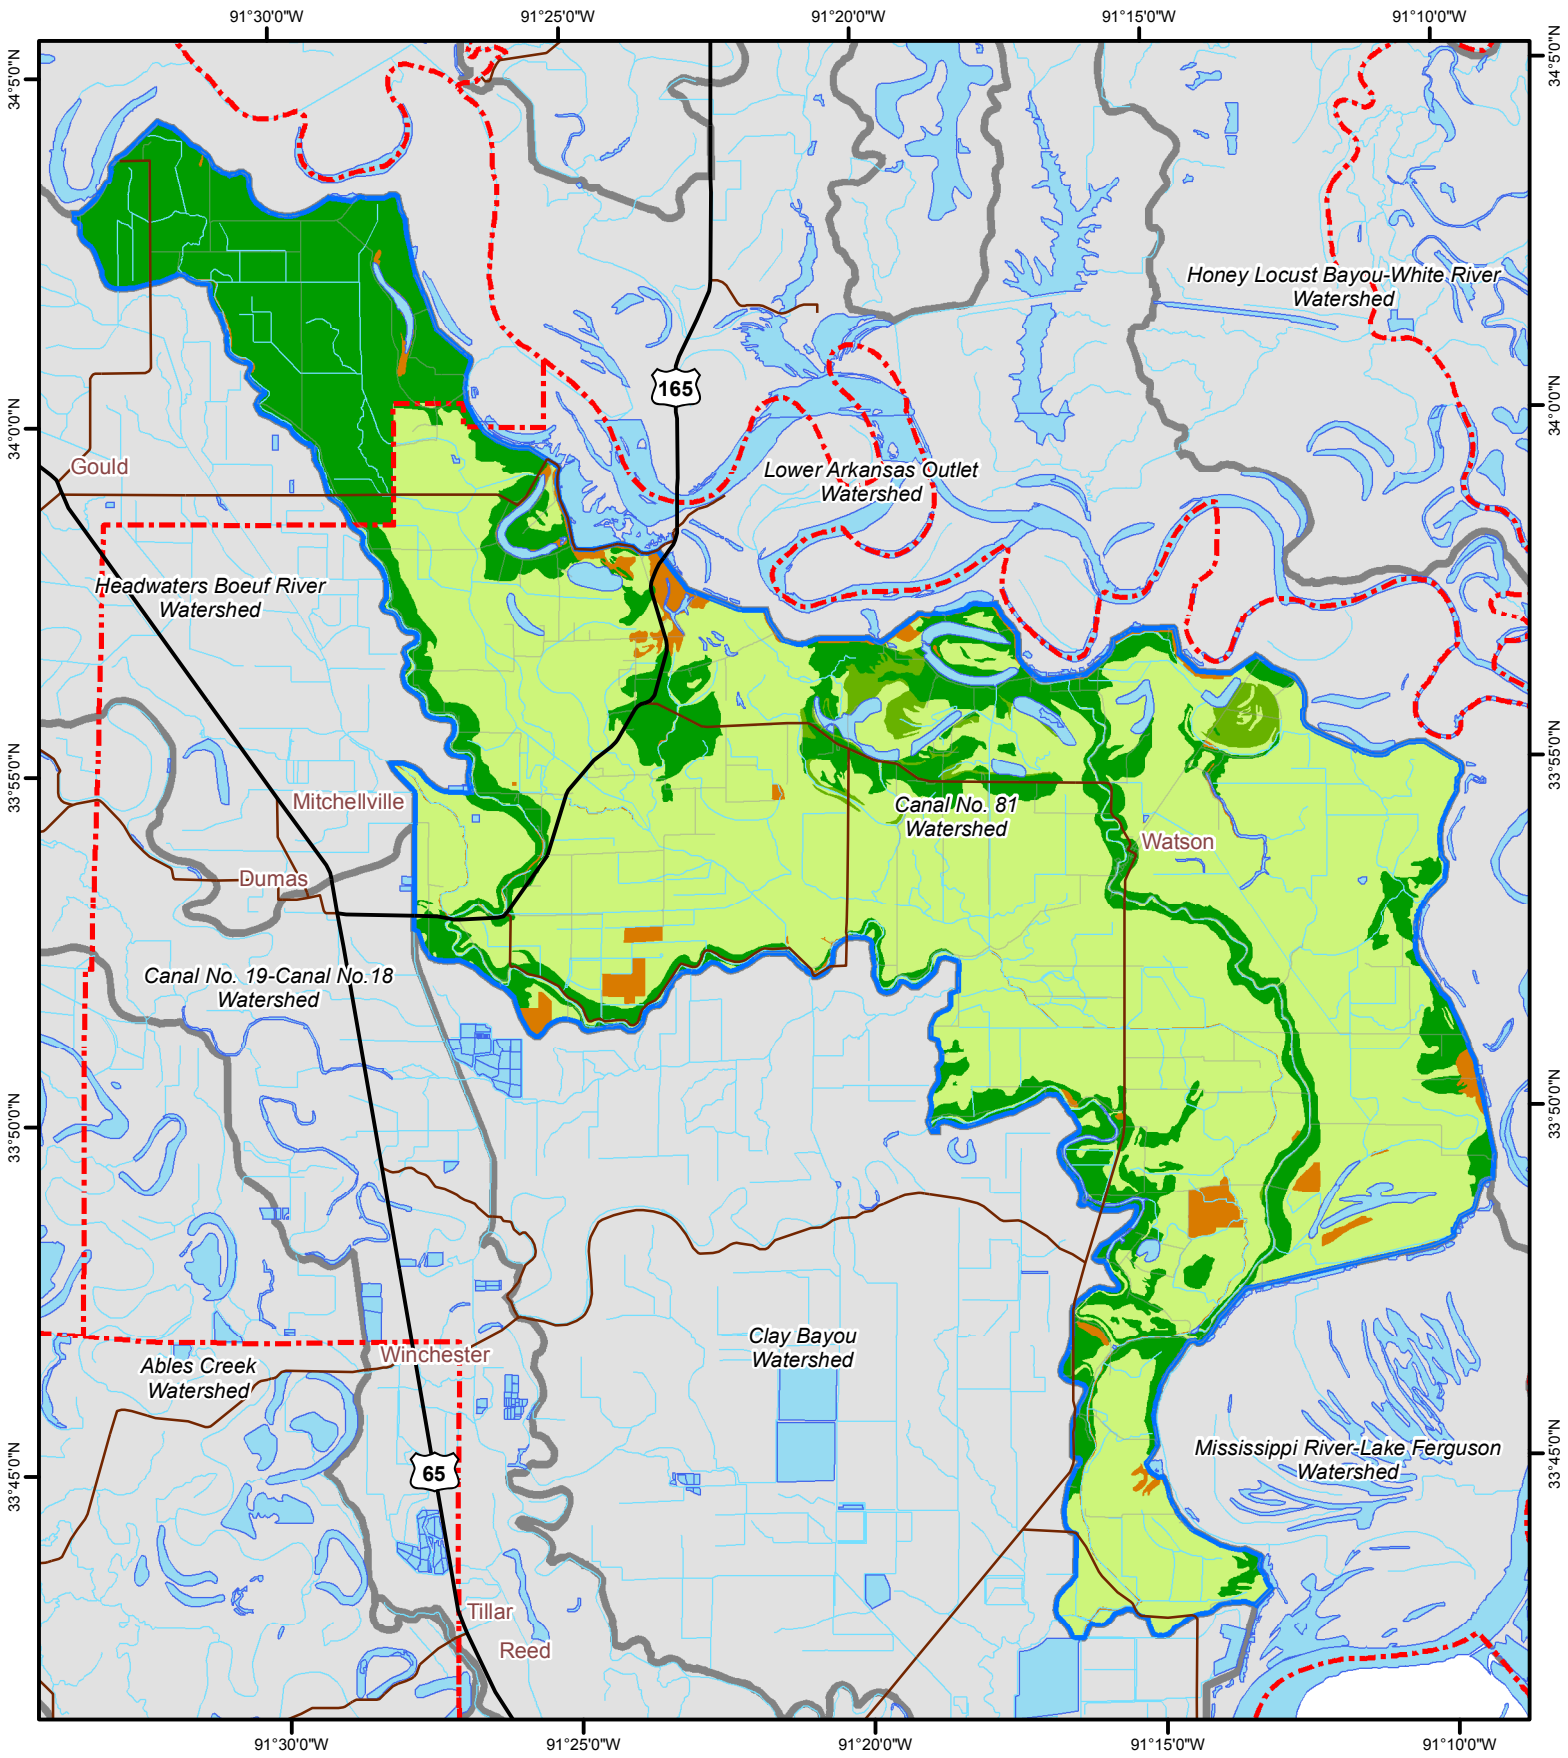 91°30'0"W
91°25'0"W
91°20'0"W
91°15'0"W
91°10'0"W
34°5'0"N
34°5'0"N
Honey Locust Bayou-White River
Watershed
165
34°0'0"N
34°0'0"N
Gould
Lower Arkansas Outlet
Watershed
Headwaters Boeuf River
Watershed
33°55'0"N
33°55'0"N
Mitchellville
Canal No. 81
Watershed
Watson
Dumas
Canal No. 19-Canal No.18
Watershed
33°50'0"N
33°50'0"N
Clay Bayou
Watershed
Winchester
Ables Creek
Watershed
Mississippi River-Lake Ferguson
Watershed
33°45'0"N
33°45'0"N
65
Tillar
Reed
91°30'0"W
91°25'0"W
91°20'0"W
91°15'0"W
91°10'0"W